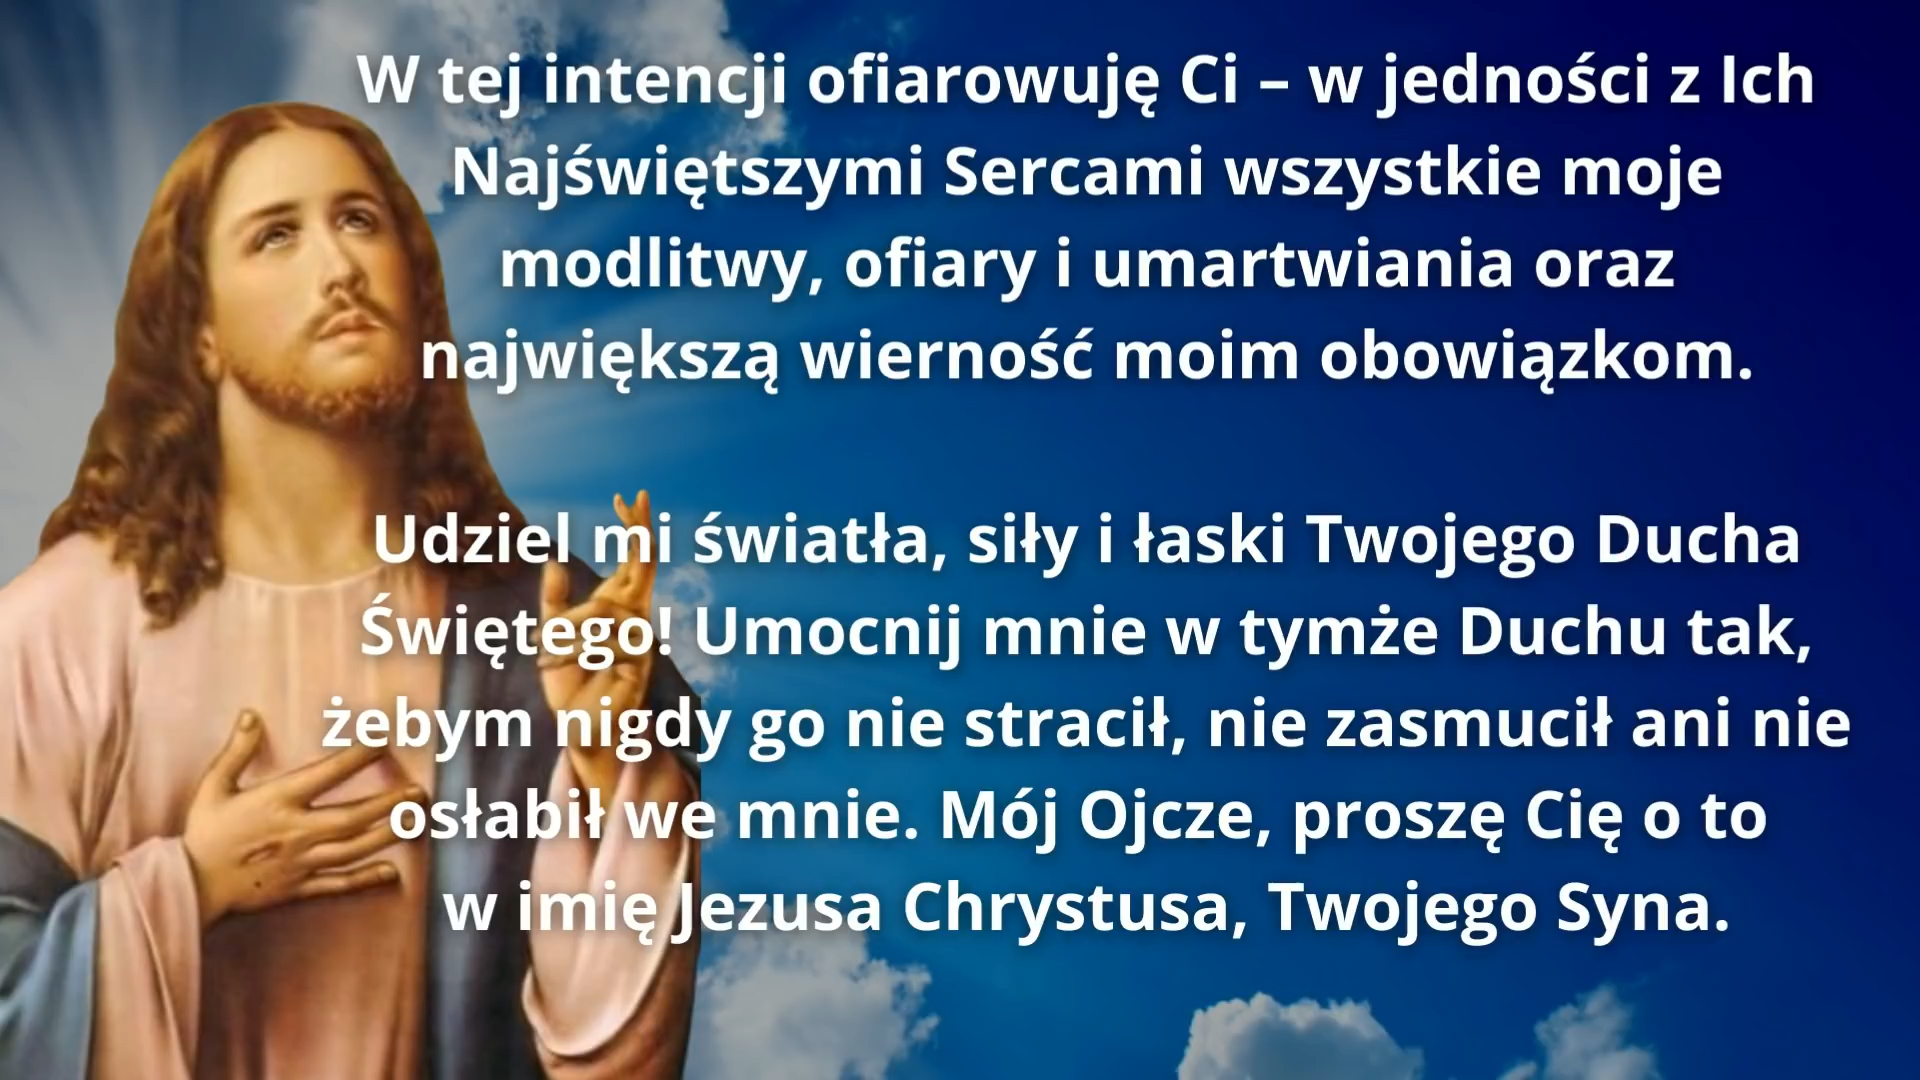 W tej intencji ofiarowuję Ci – w jedności z Ich
Najświętszymi Sercami wszystkie moje
modlitwy, ofiary i umartwiania oraz
największą wierność moim obowiązkom.
Udziel mi światła, siły i łaski Twojego Ducha
Świętego! Umocnij mnie w tymże Duchu tak,
żebym nigdy go nie stracił, nie zasmucił ani nie
osłabił we mnie. Mój Ojcze, proszę Cię o to
w imię Jezusa Chrystusa, Twojego Syna.